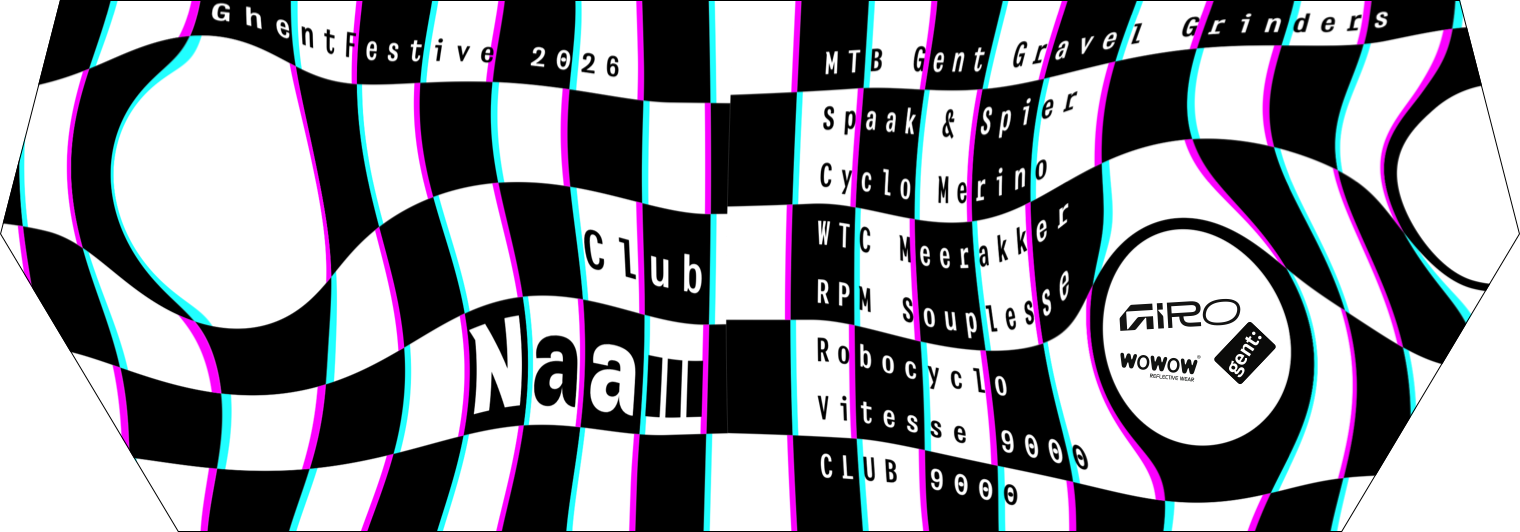 GhentFestive 2026
Club
Naam
MTB Gent Gravel Grinders
Spaak & Spier
Cyclo Merino
WTC Meerakker
RPM Souplesse
Robocyclo
Vitesse 9000
CLUB 9000
GIRO
WOWOW®
REFLECTIVE WEAR
gent: